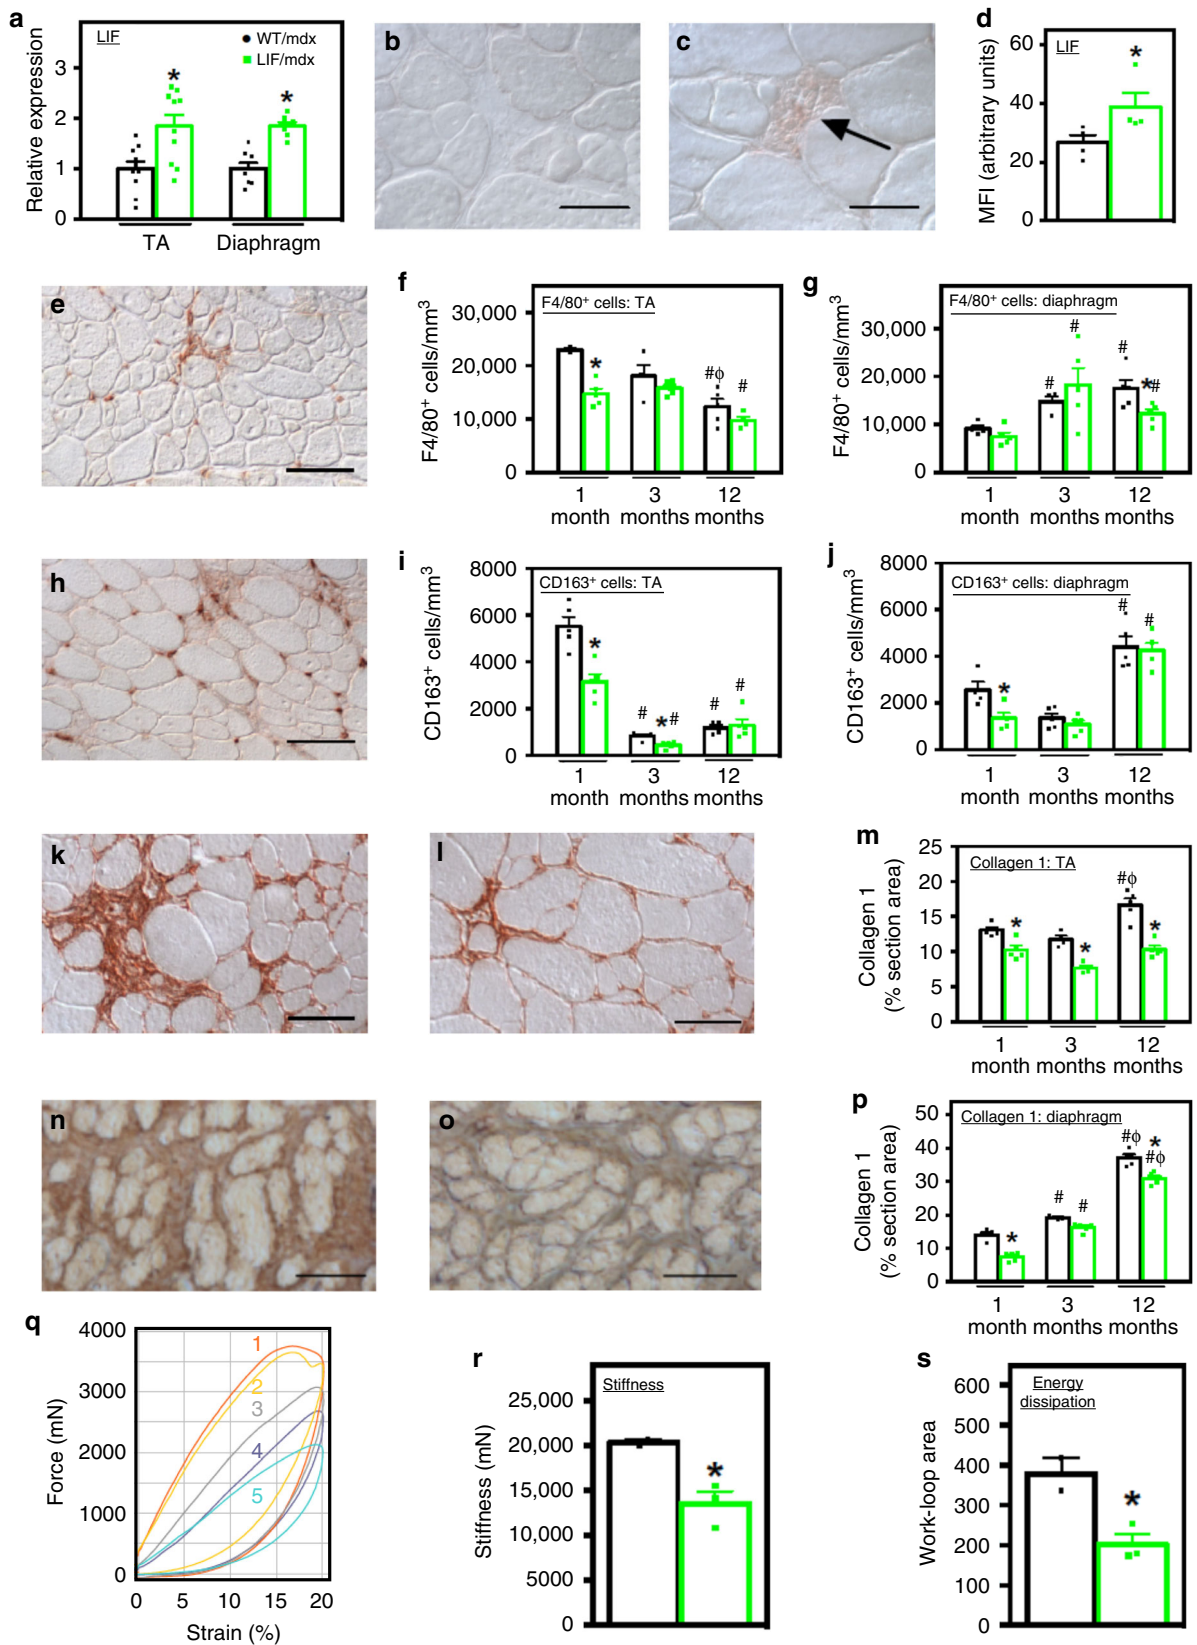 a
LIF
WT/mdx
LIF/mdx
Relative expression
3
2
1
0
*
*
TA
Diaphragm
b
c
d
LIF
MFI (arbitrary units)
60
40
20
0
*
e
f
F4/80+ cells: TA
F4/80+ cells/mm3
30,000
20,000
10,000
0
*
#ϕ
#
1 3 12
month months months
g
F4/80+ cells: diaphragm
F4/80+ cells/mm3
30,000
20,000
10,000
0
#
#
#
*#
1 3 12
month months months
h
i
CD163+ cells: TA
CD163+ cells/mm3
8000
6000
4000
2000
0
*
#
*#
#
#
1 3 12
month months months
j
CD163+ cells: diaphragm
CD163+ cells/mm3
8000
6000
4000
2000
0
*
#
#
1 3 12
month months months
k
l
m
Collagen 1: TA
Collagen 1
(% section area)
25
20
15
10
5
0
*
*
#ϕ
*
1 3 12
month months months
n
o
p
Collagen 1: diaphragm
Collagen 1
(% section area)
50
40
30
20
10
0
*
#
#
#ϕ
*
#ϕ
1 3 12
month months months
q
Force (mN)
4000
3000
2000
1000
0
1
2
3
4
5
0 5 10 15 20
Strain (%)
r
Stiffness
Stiffness (mN)
25,000
20,000
15,000
10,000
5000
0
*
s
Energy
dissipation
Work-loop area
600
500
400
300
200
100
0
*